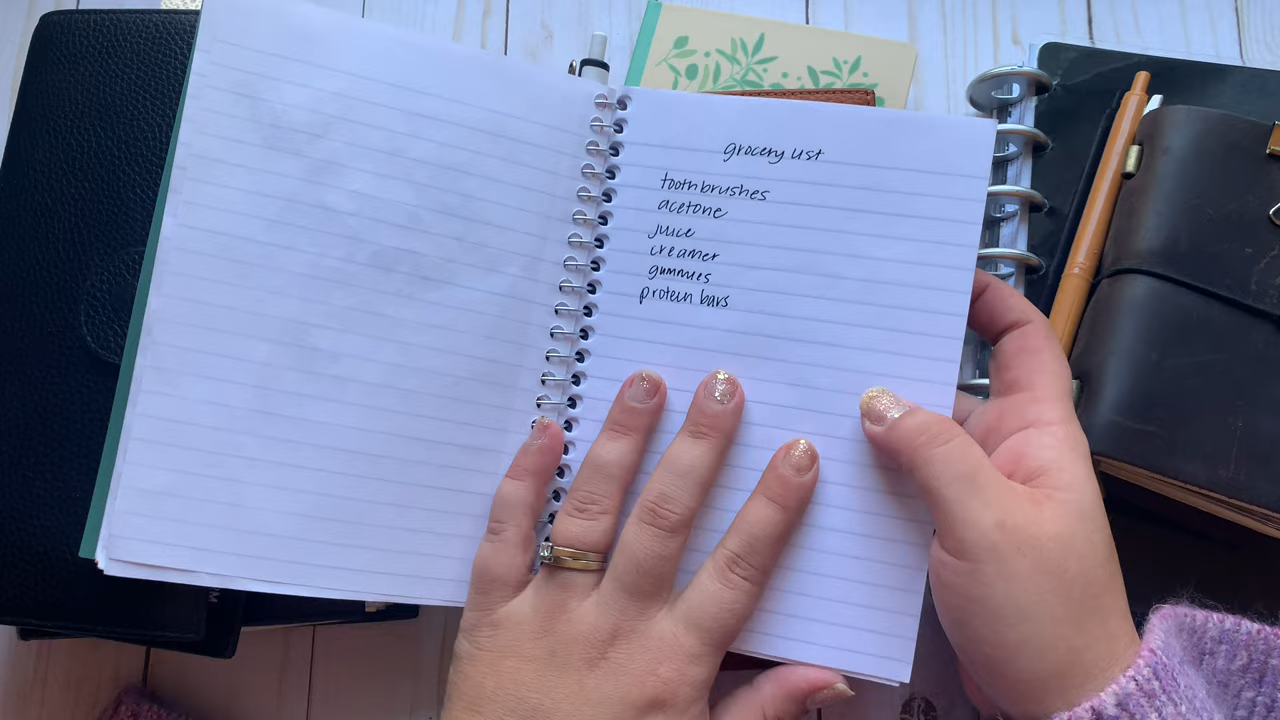 grocery list
toothbrushes
acetone
juice
creamer
gummies
protein bars